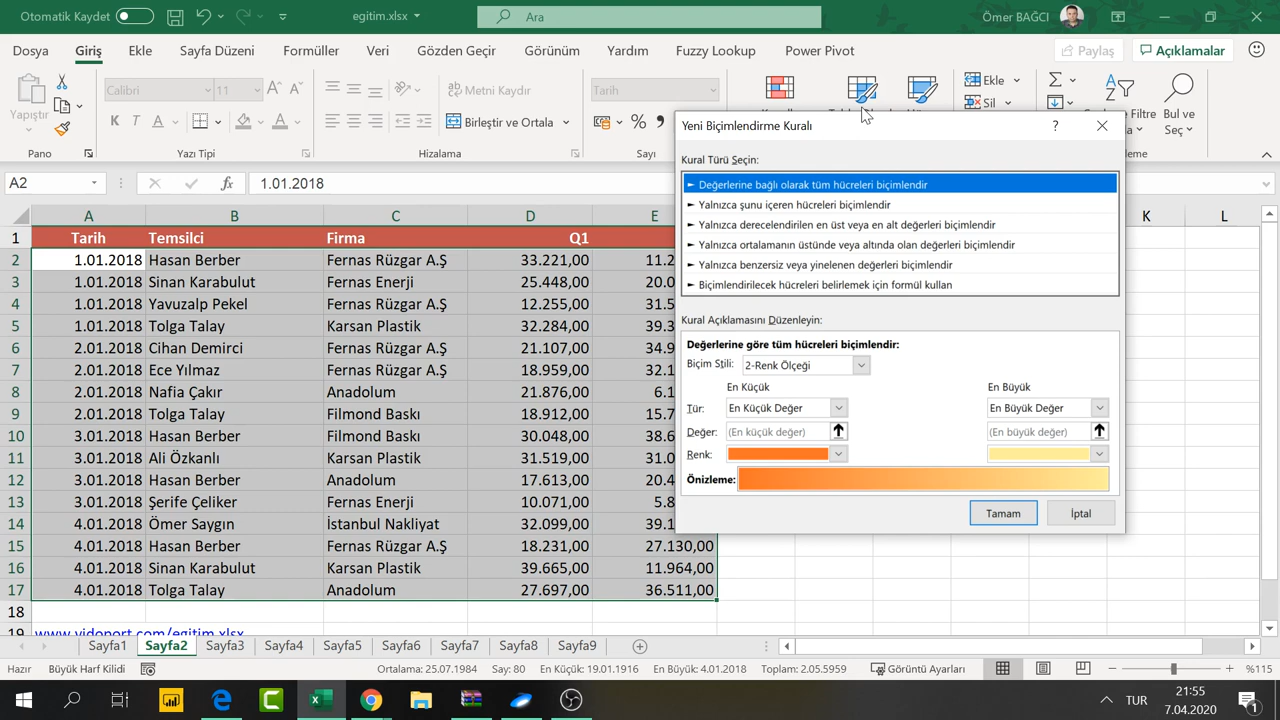 Otomatik Kaydet
egitim.xlsx
Ara
Ömer BAĞCI
Dosya Giriş Ekle Sayfa Düzeni Formüller Veri Gözden Geçir Görünüm Yardım Fuzzy Lookup Power Pivot Paylaş Açıklamalar
Yapıştır
Calibri 11
Metni Kaydır
Birleştir ve Ortala
Tarih
Ekle
Sil
Bul ve
Seç
Pano Yazı Tipi Hizalama Sayı
A2 1.01.2018
A B C D E K L
1 Tarih Temsilci Firma Q1
2 1.01.2018 Hasan Berber Fernas Rüzgar A.Ş 33.221,00 11.2
3 1.01.2018 Sinan Karabulut Fernas Enerji 25.448,00 20.0
4 1.01.2018 Yavuzalp Pekel Fernas Rüzgar A.Ş 12.255,00 31.5
5 1.01.2018 Tolga Talay Karsan Plastik 32.284,00 39.3
6 2.01.2018 Cihan Demirci Fernas Rüzgar A.Ş 21.107,00 34.9
7 2.01.2018 Ece Yılmaz Fernas Rüzgar A.Ş 18.959,00 32.1
8 2.01.2018 Nafia Çakır Anadolum 21.876,00 6.1
9 2.01.2018 Tolga Talay Filmond Baskı 18.912,00 15.7
10 3.01.2018 Hasan Berber Filmond Baskı 30.048,00 38.6
11 3.01.2018 Ali Özkanlı Karsan Plastik 31.519,00 31.0
12 3.01.2018 Hasan Berber Anadolum 17.613,00 20.4
13 3.01.2018 Şerife Çeliker Fernas Enerji 10.071,00 5.8
14 4.01.2018 Ömer Saygın İstanbul Nakliyat 32.099,00 39.1
15 4.01.2018 Hasan Berber Fernas Rüzgar A.Ş 18.231,00 27.130,00
16 4.01.2018 Sinan Karabulut Karsan Plastik 39.665,00 11.964,00
17 4.01.2018 Tolga Talay Anadolum 27.697,00 36.511,00
18
19 www.vidoport.com/egitim.xlsx
Yeni Biçimlendirme Kuralı ?
Kural Türü Seçin:
► Değerlerine bağlı olarak tüm hücreleri biçimlendir
► Yalnızca şunu içeren hücreleri biçimlendir
► Yalnızca derecelendirilen en üst veya en alt değerleri biçimlendir
► Yalnızca ortalamanın üstünde veya altında olan değerleri biçimlendir
► Yalnızca benzersiz veya yinelenen değerleri biçimlendir
► Biçimlendirilecek hücreleri belirlemek için formül kullan
Kural Açıklamasını Düzenleyin:
Değerlerine göre tüm hücreleri biçimlendir:
Biçim Stili: 2-Renk Ölçeği
En Küçük En Büyük
Tür: En Küçük Değer En Büyük Değer
Değer: (En küçük değer) (En büyük değer)
Renk:
Önizleme:
Tamam İptal
Sayfa1 Sayfa2 Sayfa3 Sayfa4 Sayfa5 Sayfa6 Sayfa7 Sayfa8 Sayfa9
Hazır Büyük Harf Kilidi Ortalama: 25.07.1984 Say: 80 En Küçük: 19.01.1916 En Büyük: 4.01.2018 Toplam: 2.05.5959 Görüntü Ayarları %115
TUR
21:55
7.04.2020
1